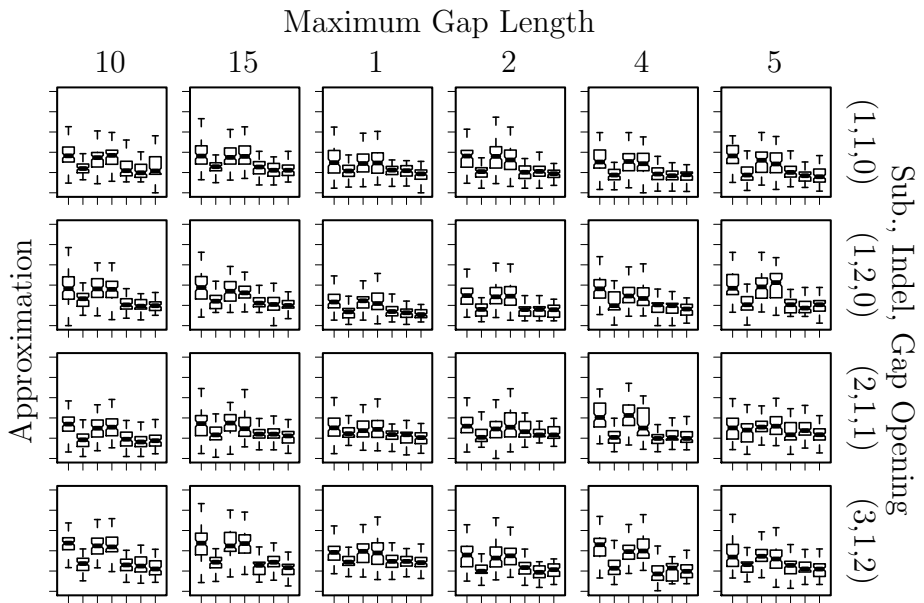 Maximum Gap Length
10 15 1 2 4 5
Approximation
(1,1,0)
(1,2,0)
(2,1,1)
(3,1,2)
Sub., Indel, Gap Opening